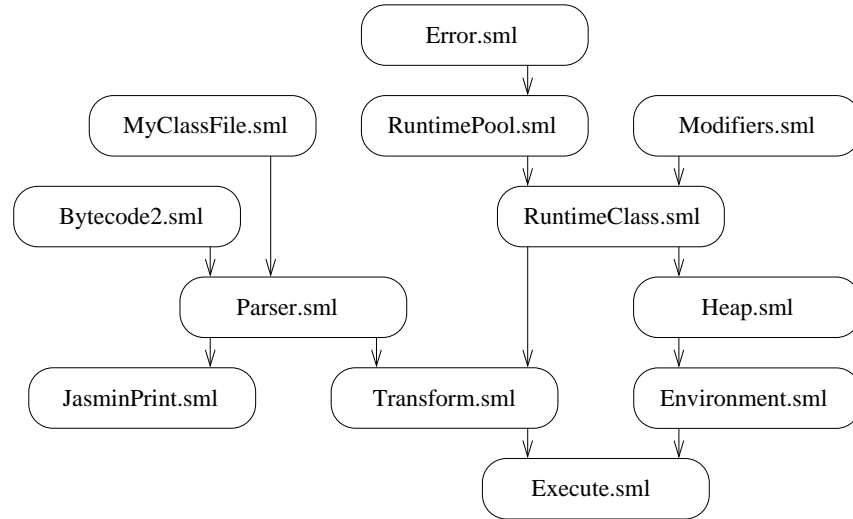 Error.sml
MyClassFile.sml
RuntimePool.sml
Modifiers.sml
Bytecode2.sml
RuntimeClass.sml
Parser.sml
Heap.sml
JasminPrint.sml
Transform.sml
Environment.sml
Execute.sml